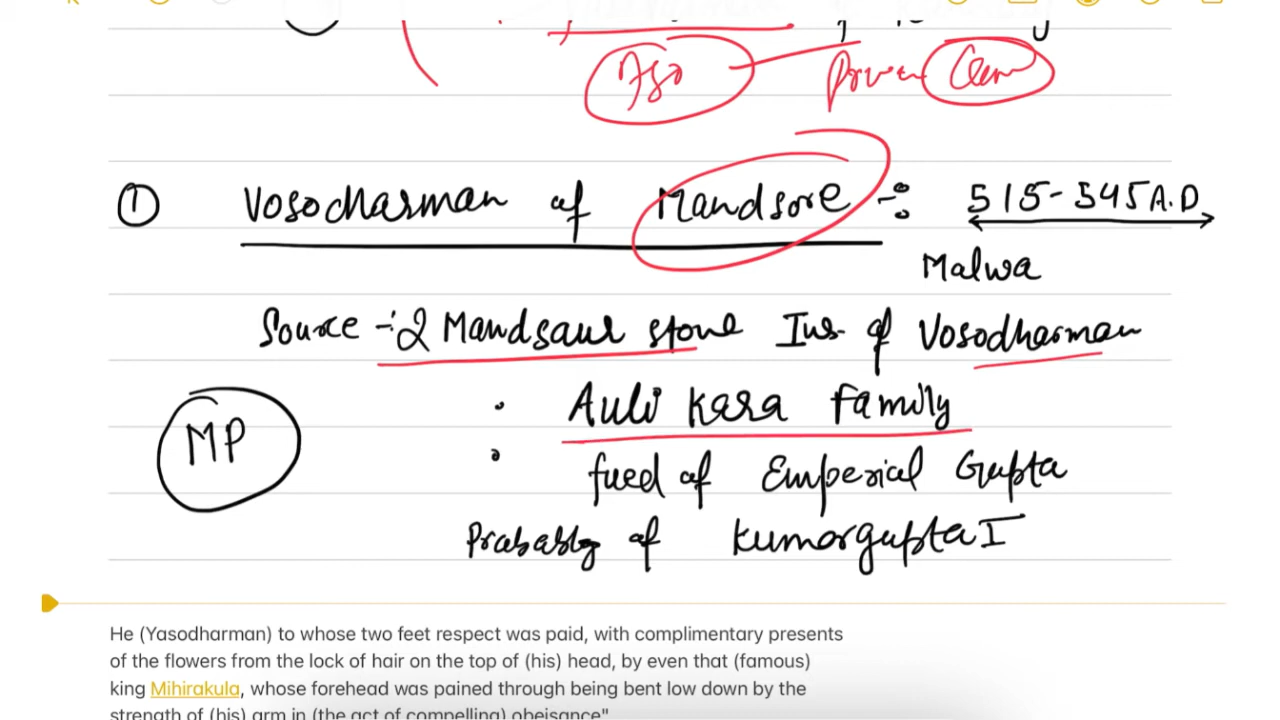 ① Vosodharman of Mandsore -: 515-545 A.D
Malwa
Source - 2 Mandsaur stone Ins. of Vosodharman
MP
• Aulikara family
• fued of Emperial Gupta
Probably of Kumargupta I
He (Yasodharman) to whose two feet respect was paid, with complimentary presents
of the flowers from the lock of hair on the top of (his) head, by even that (famous)
king Mihirakula, whose forehead was pained through being bent low down by the
strength of (his) arm in (the act of compelling) obeisance"